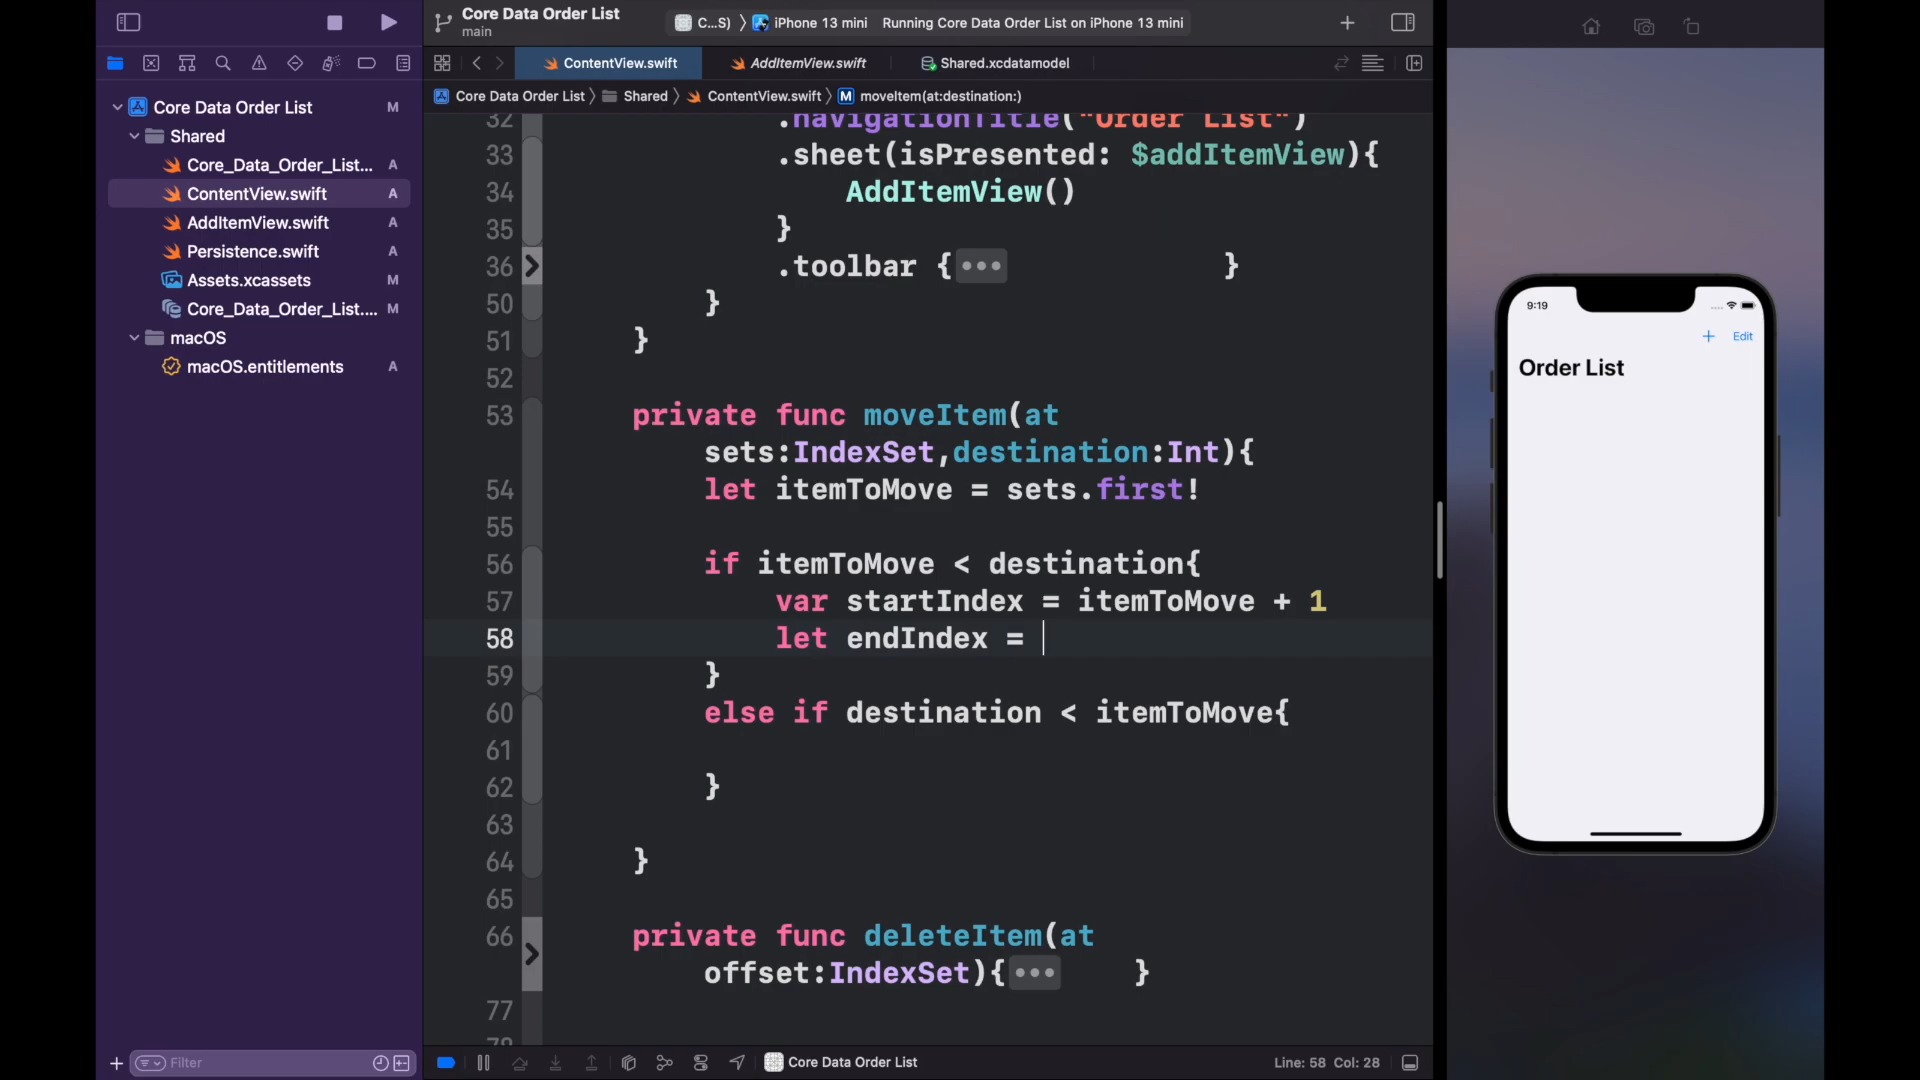 Core Data Order List
main
C...S)
iPhone 13 mini
Running Core Data Order List on iPhone 13 mini
ContentView.swift
AddItemView.swift
Shared.xcdatamodel
Core Data Order List
Shared
ContentView.swift
M
moveItem(at:destination:)
Core Data Order List M
Shared
Core_Data_Order_List... A
ContentView.swift A
AddItemView.swift A
Persistence.swift A
Assets.xcassets M
Core_Data_Order_List.... M
macOS
macOS.entitlements A
Filter
32 .navigationTitle("Order List")
33 .sheet(isPresented: $addItemView){
34 AddItemView()
35 }
36 .toolbar {••• }
50 }
51 }
52
53 private func moveItem(at
sets:IndexSet,destination:Int){
54 let itemToMove = sets.first!
55
56 if itemToMove < destination{
57 var startIndex = itemToMove + 1
58 let endIndex =
59 }
60 else if destination < itemToMove{
61
62 }
63
64 }
65
66 private func deleteItem(at
offset:IndexSet){••• }
77
78
Core Data Order List
Line: 58 Col: 28
9:19
+ Edit
Order List